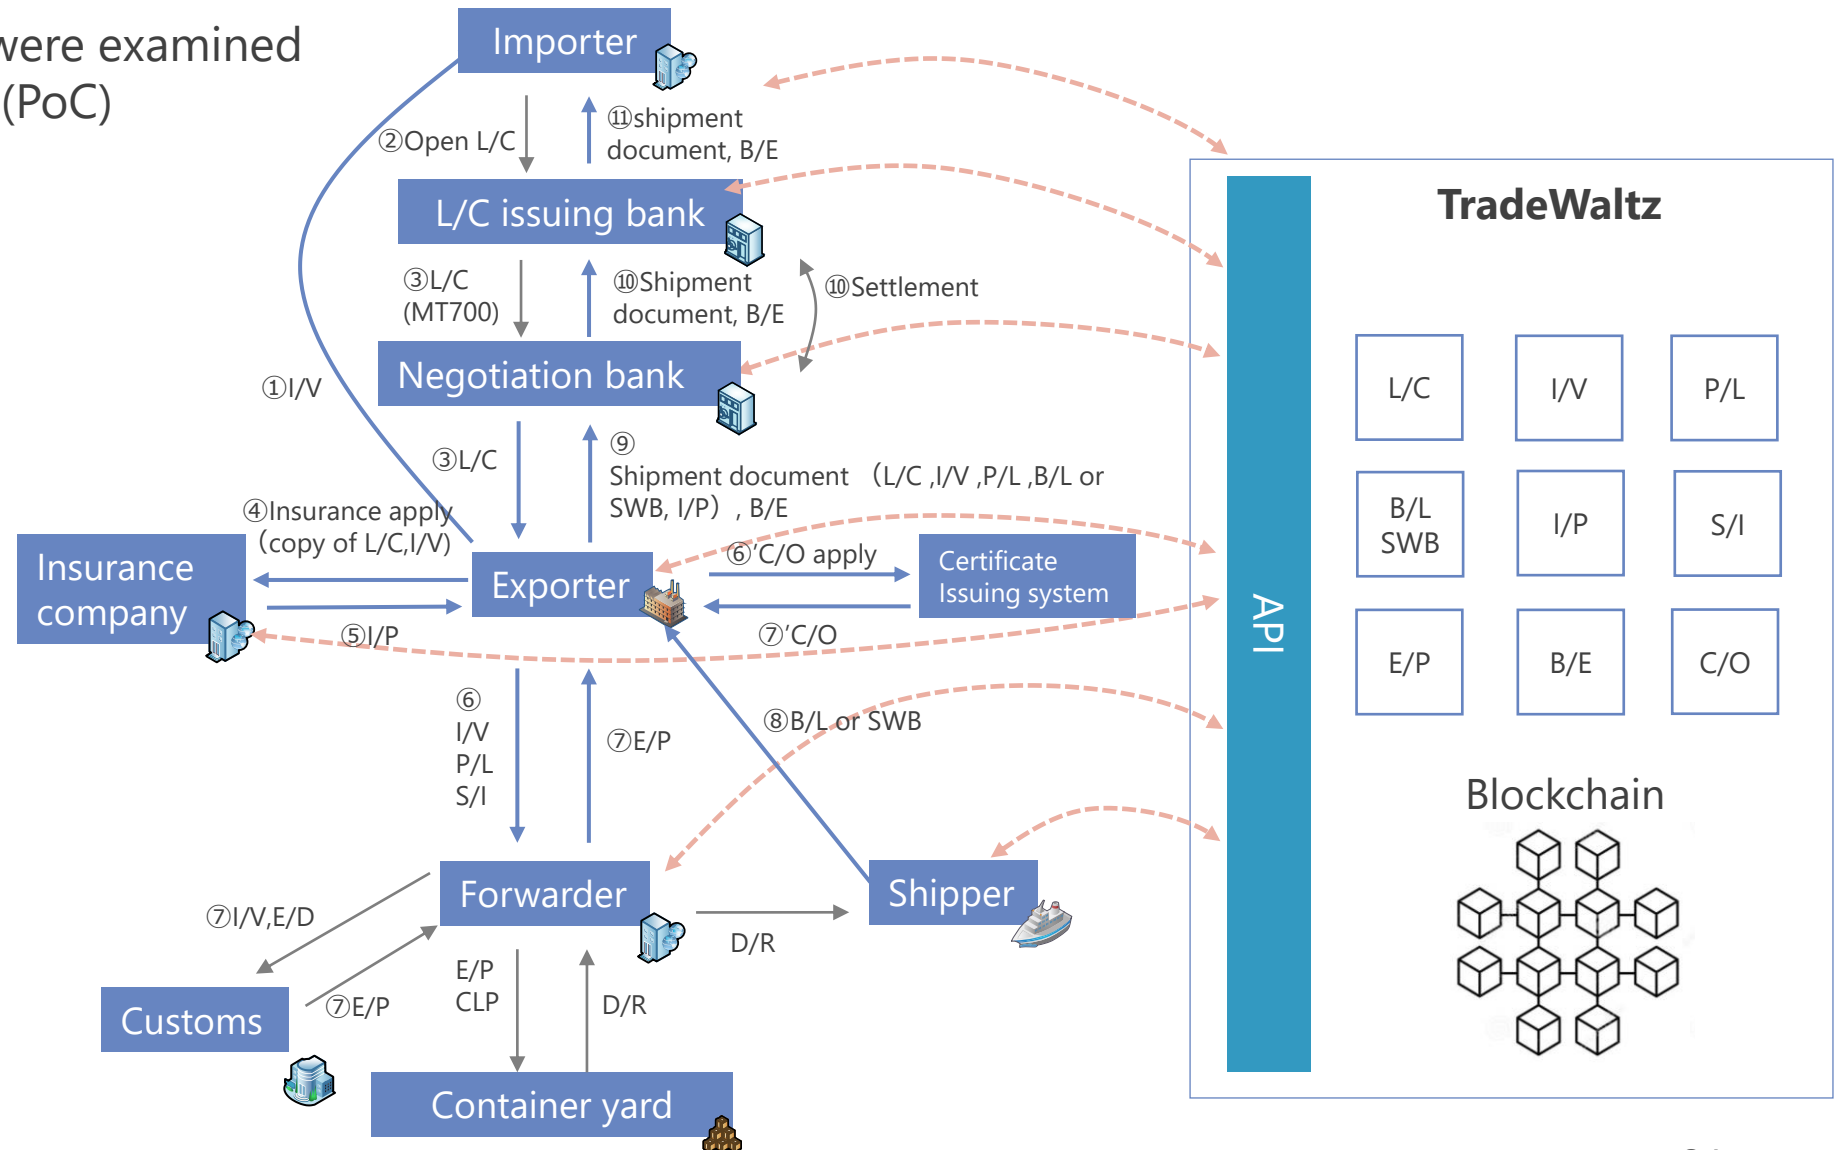 were examined
(PoC)
Importer
②Open L/C
⑪shipment
document, B/E
L/C issuing bank
③L/C
(MT700)
⑩Shipment
document, B/E
⑩Settlement
Negotiation bank
①I/V
③L/C
⑨
Shipment document （L/C ,I/V ,P/L ,B/L or
SWB, I/P）, B/E
④Insurance apply
（copy of L/C,I/V)
Insurance
company
Exporter
⑥’C/O apply
Certificate
Issuing system
⑤I/P
⑦’C/O
⑥
I/V
P/L
S/I
⑦E/P
⑧B/L or SWB
Forwarder
Shipper
⑦I/V,E/D
D/R
⑦E/P
E/P
CLP
D/R
Customs
Container yard
API
TradeWaltz
L/C
I/V
P/L
B/L
SWB
I/P
S/I
E/P
B/E
C/O
Blockchain